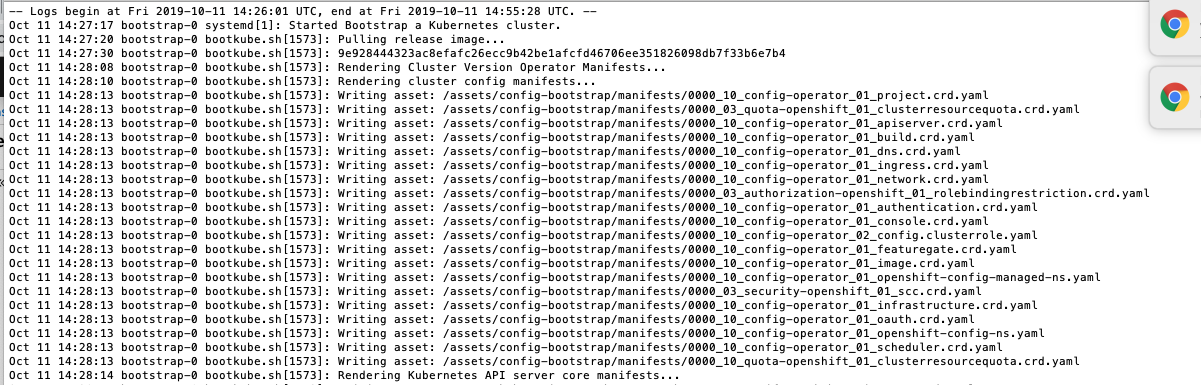 -- Logs begin at Fri 2019-10-11 14:26:01 UTC, end at Fri 2019-10-11 14:55:28 UTC. --
Oct 11 14:27:17 bootstrap-0 systemd[1]: Started Bootstrap a Kubernetes cluster.
Oct 11 14:27:20 bootstrap-0 bootkube.sh[1573]: Pulling release image...
Oct 11 14:27:30 bootstrap-0 bootkube.sh[1573]: 9e928444323ac8efafc26ecc9b42be1afcfd46706ee351826098db7f33b6e7b4
Oct 11 14:28:08 bootstrap-0 bootkube.sh[1573]: Rendering Cluster Version Operator Manifests...
Oct 11 14:28:10 bootstrap-0 bootkube.sh[1573]: Rendering cluster config manifests...
Oct 11 14:28:13 bootstrap-0 bootkube.sh[1573]: Writing asset: /assets/config-bootstrap/manifests/0000_10_config-operator_01_project.crd.yaml
Oct 11 14:28:13 bootstrap-0 bootkube.sh[1573]: Writing asset: /assets/config-bootstrap/manifests/0000_03_quota-openshift_01_clusterresourcequota.crd.yaml
Oct 11 14:28:13 bootstrap-0 bootkube.sh[1573]: Writing asset: /assets/config-bootstrap/manifests/0000_10_config-operator_01_apiserver.crd.yaml
Oct 11 14:28:13 bootstrap-0 bootkube.sh[1573]: Writing asset: /assets/config-bootstrap/manifests/0000_10_config-operator_01_build.crd.yaml
Oct 11 14:28:13 bootstrap-0 bootkube.sh[1573]: Writing asset: /assets/config-bootstrap/manifests/0000_10_config-operator_01_dns.crd.yaml
Oct 11 14:28:13 bootstrap-0 bootkube.sh[1573]: Writing asset: /assets/config-bootstrap/manifests/0000_10_config-operator_01_ingress.crd.yaml
Oct 11 14:28:13 bootstrap-0 bootkube.sh[1573]: Writing asset: /assets/config-bootstrap/manifests/0000_10_config-operator_01_network.crd.yaml
Oct 11 14:28:13 bootstrap-0 bootkube.sh[1573]: Writing asset: /assets/config-bootstrap/manifests/0000_03_authorization-openshift_01_rolebindingrestriction.crd.yaml
Oct 11 14:28:13 bootstrap-0 bootkube.sh[1573]: Writing asset: /assets/config-bootstrap/manifests/0000_10_config-operator_01_authentication.crd.yaml
Oct 11 14:28:13 bootstrap-0 bootkube.sh[1573]: Writing asset: /assets/config-bootstrap/manifests/0000_10_config-operator_01_console.crd.yaml
Oct 11 14:28:13 bootstrap-0 bootkube.sh[1573]: Writing asset: /assets/config-bootstrap/manifests/0000_10_config-operator_02_config.clusterrole.yaml
Oct 11 14:28:13 bootstrap-0 bootkube.sh[1573]: Writing asset: /assets/config-bootstrap/manifests/0000_10_config-operator_01_featuregate.crd.yaml
Oct 11 14:28:13 bootstrap-0 bootkube.sh[1573]: Writing asset: /assets/config-bootstrap/manifests/0000_10_config-operator_01_image.crd.yaml
Oct 11 14:28:13 bootstrap-0 bootkube.sh[1573]: Writing asset: /assets/config-bootstrap/manifests/0000_10_config-operator_01_openshift-config-managed-ns.yaml
Oct 11 14:28:13 bootstrap-0 bootkube.sh[1573]: Writing asset: /assets/config-bootstrap/manifests/0000_03_security-openshift_01_scc.crd.yaml
Oct 11 14:28:13 bootstrap-0 bootkube.sh[1573]: Writing asset: /assets/config-bootstrap/manifests/0000_10_config-operator_01_infrastructure.crd.yaml
Oct 11 14:28:13 bootstrap-0 bootkube.sh[1573]: Writing asset: /assets/config-bootstrap/manifests/0000_10_config-operator_01_oauth.crd.yaml
Oct 11 14:28:13 bootstrap-0 bootkube.sh[1573]: Writing asset: /assets/config-bootstrap/manifests/0000_10_config-operator_01_openshift-config-ns.yaml
Oct 11 14:28:13 bootstrap-0 bootkube.sh[1573]: Writing asset: /assets/config-bootstrap/manifests/0000_10_config-operator_01_scheduler.crd.yaml
Oct 11 14:28:13 bootstrap-0 bootkube.sh[1573]: Writing asset: /assets/config-bootstrap/manifests/0000_10_quota-openshift_01_clusterresourcequota.crd.yaml
Oct 11 14:28:14 bootstrap-0 bootkube.sh[1573]: Rendering Kubernetes API server core manifests...